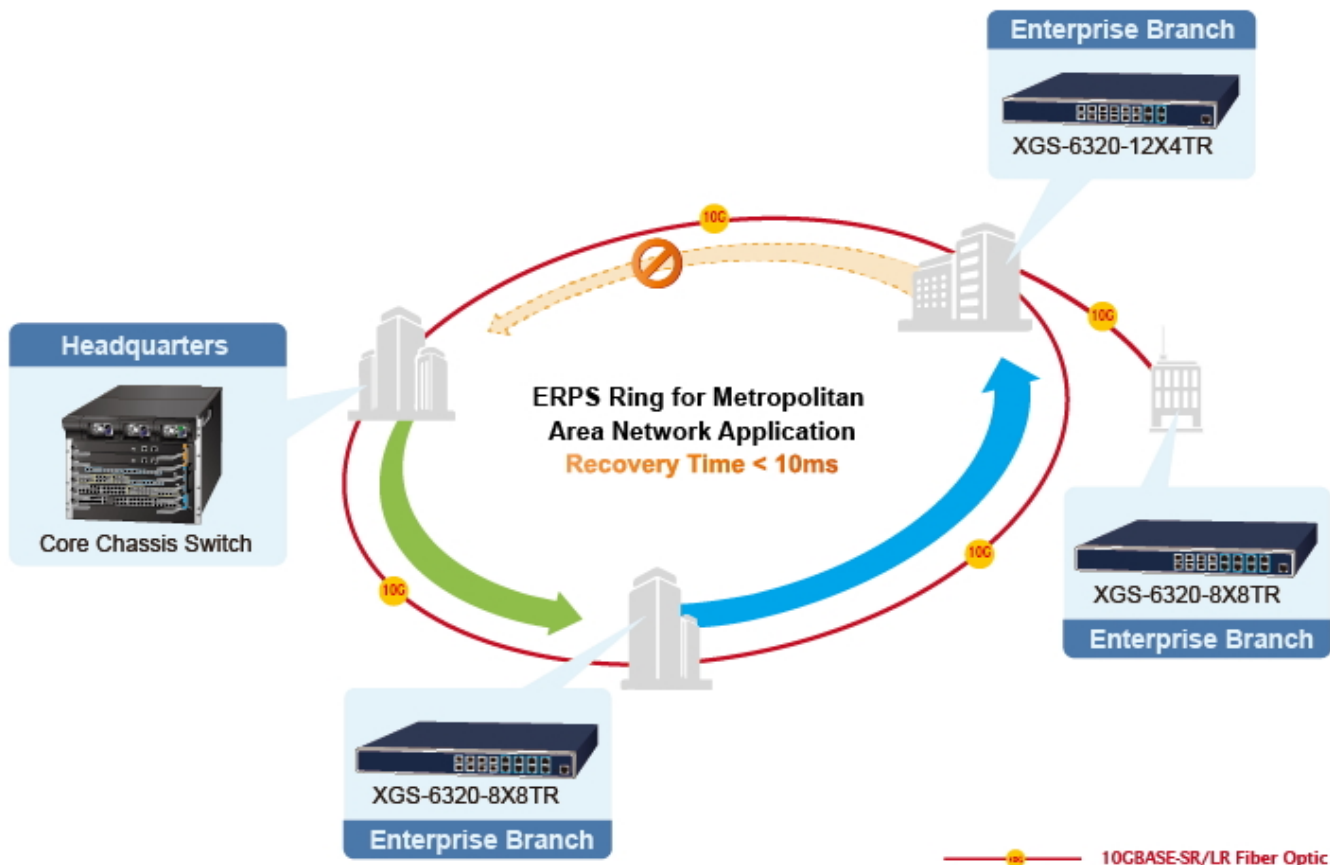 Enterprise Branch
XGS-6320-12X4TR
10G
10G
Headquarters
Core Chassis Switch
ERPS Ring for Metropolitan
Area Network Application
Recovery Time < 10ms
10G
10G
XGS-6320-8X8TR
Enterprise Branch
XGS-6320-8X8TR
Enterprise Branch
10G
10GBASE-SR/LR Fiber Optic